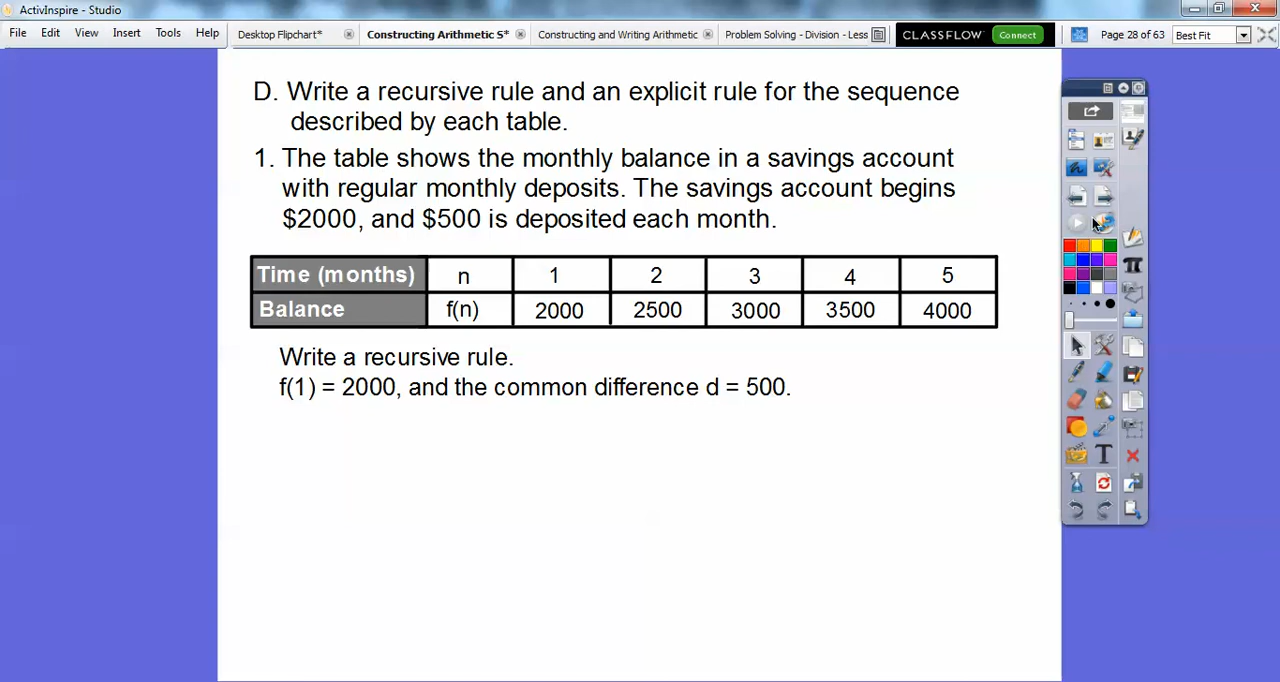 ActivInspire - Studio
File Edit View Insert Tools Help
Desktop Flipchart* Constructing Arithmetic S* Constructing and Writing Arithmetic Problem Solving - Division - Less
CLASSFLOW Connect
Page 28 of 63 Best Fit
D. Write a recursive rule and an explicit rule for the sequence
described by each table.
1. The table shows the monthly balance in a savings account
with regular monthly deposits. The savings account begins
$2000, and $500 is deposited each month.
Time (months) n 1 2 3 4 5
Balance f(n) 2000 2500 3000 3500 4000
Write a recursive rule.
f(1) = 2000, and the common difference d = 500.